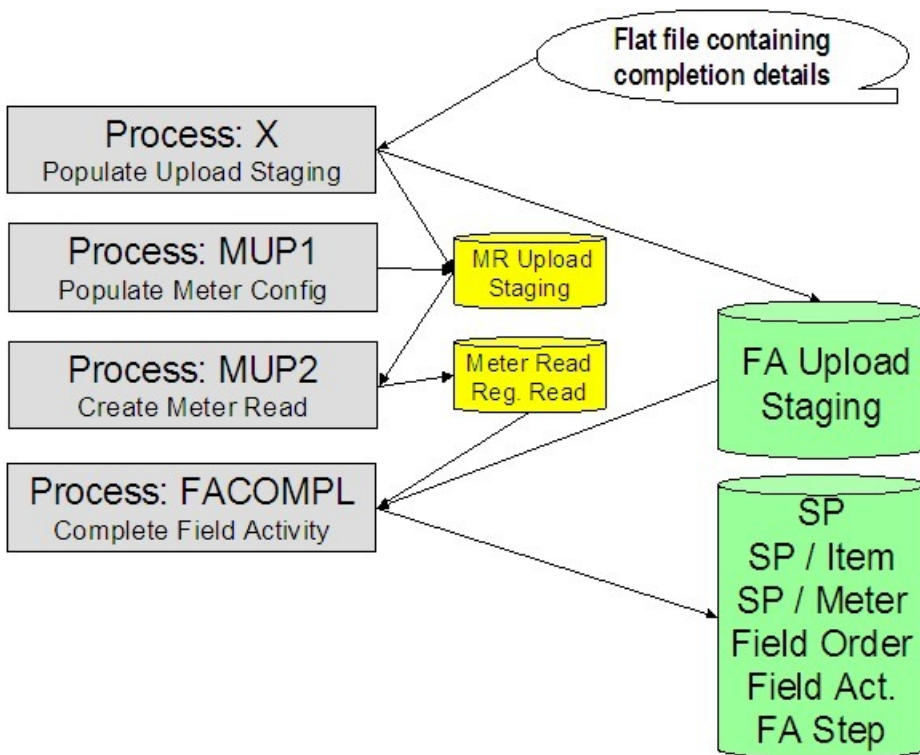 Flat file containing
completion details
Process: X
Populate Upload Staging
Process: MUP1
Populate Meter Config
MR Upload
Staging
Process: MUP2
Create Meter Read
Meter Read
Reg. Read
FA Upload
Staging
Process: FACOMPL
Complete Field Activity
SP
SP / Item
SP / Meter
Field Order
Field Act.
FA Step